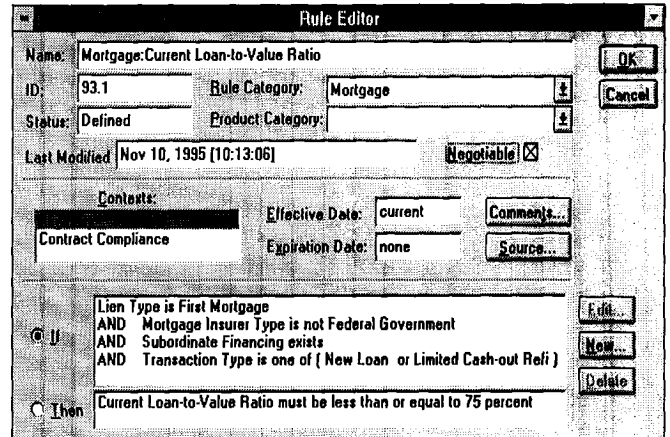 Rule Editor
Name: Mortgage:Current Loan-to-Value Ratio
OK
ID: 93.1 Rule Category: Mortgage
Cancel
Status: Defined Product Category:
Last Modified Nov 10, 1995 [10:13:06] Negotiable
Contexts:
Contract Compliance
Effective Date: current Comments...
Expiration Date: none Source...
If
Lien Type is First Mortgage
AND Mortgage Insurer Type is not Federal Government
AND Subordinate Financing exists
AND Transaction Type is one of ( New Loan or Limited Cash-out Refi )
Edit...
New...
Delete
Then Current Loan-to-Value Ratio must be less than or equal to 75 percent